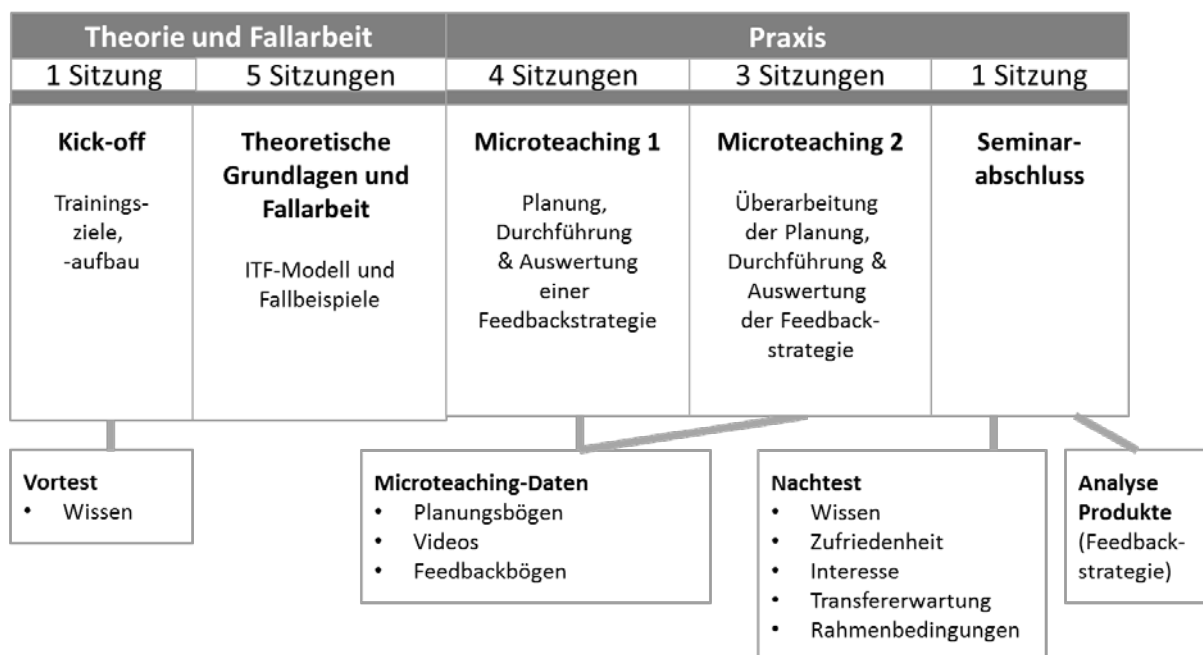 Theorie und Fallarbeit
Praxis
1 Sitzung
5 Sitzungen
4 Sitzungen
3 Sitzungen
1 Sitzung
Kick-off
Trainings-
ziele,
-aufbau
Theoretische
Grundlagen und
Fallarbeit
ITF-Modell und
Fallbeispiele
Microteaching 1
Planung,
Durchführung
& Auswertung
einer
Feedbackstrategie
Microteaching 2
Überarbeitung
der Planung,
Durchführung &
Auswertung
der Feedback-
strategie
Seminar-
abschluss
Vortest
• Wissen
Microteaching-Daten
• Planungsbögen
• Videos
• Feedbackbögen
Nachtest
• Wissen
• Zufriedenheit
• Interesse
• Transfererwartung
• Rahmenbedingungen
Analyse
Produkte
(Feedback-
strategie)